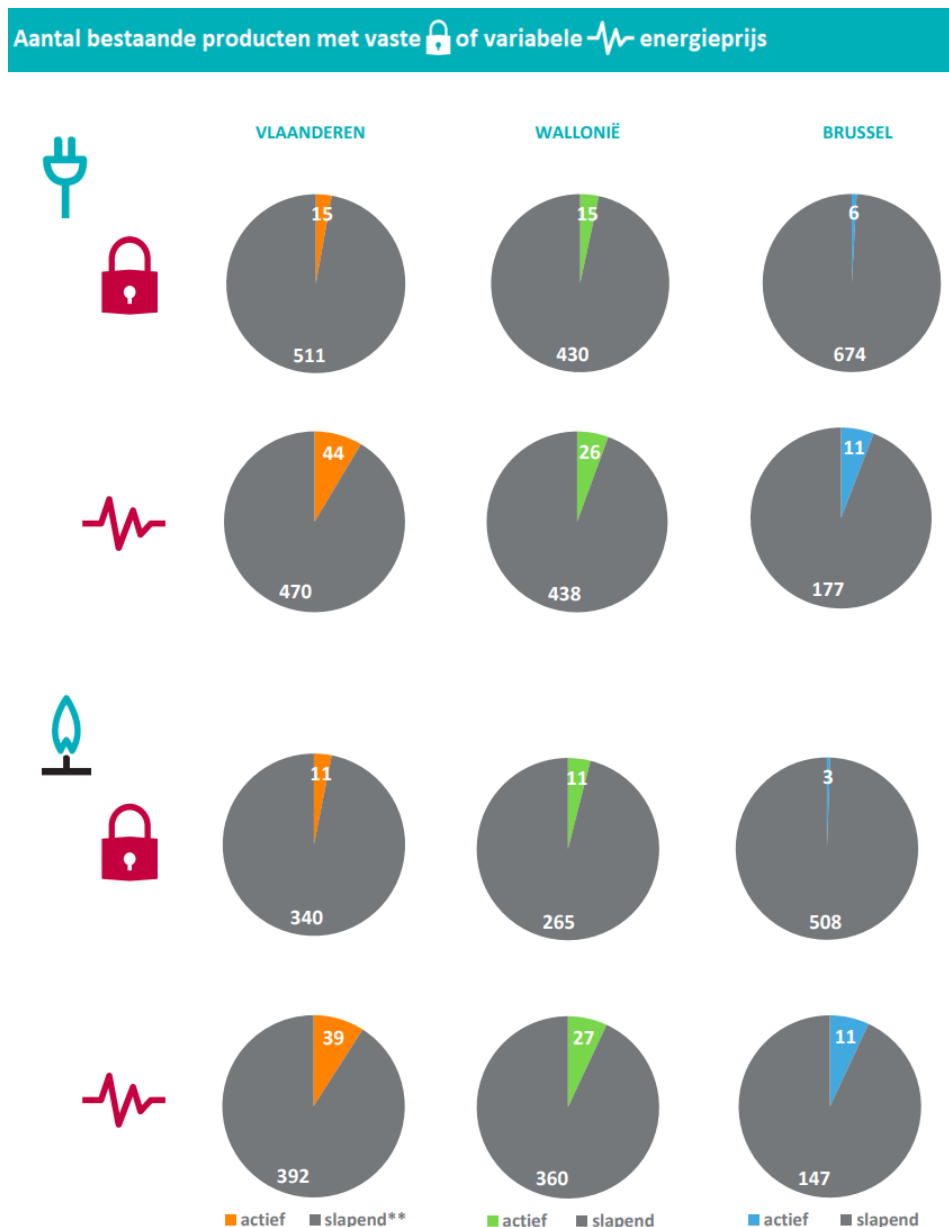 Aantal bestaande producten met vaste of variabele energieprijs
VLAANDEREN WALLONIË BRUSSEL
15 15 6
511 430 674
44 26 11
470 438 177
11 11 3
340 265 508
39 27 11
392 360 147
actief slapend** actief slapend actief slapend